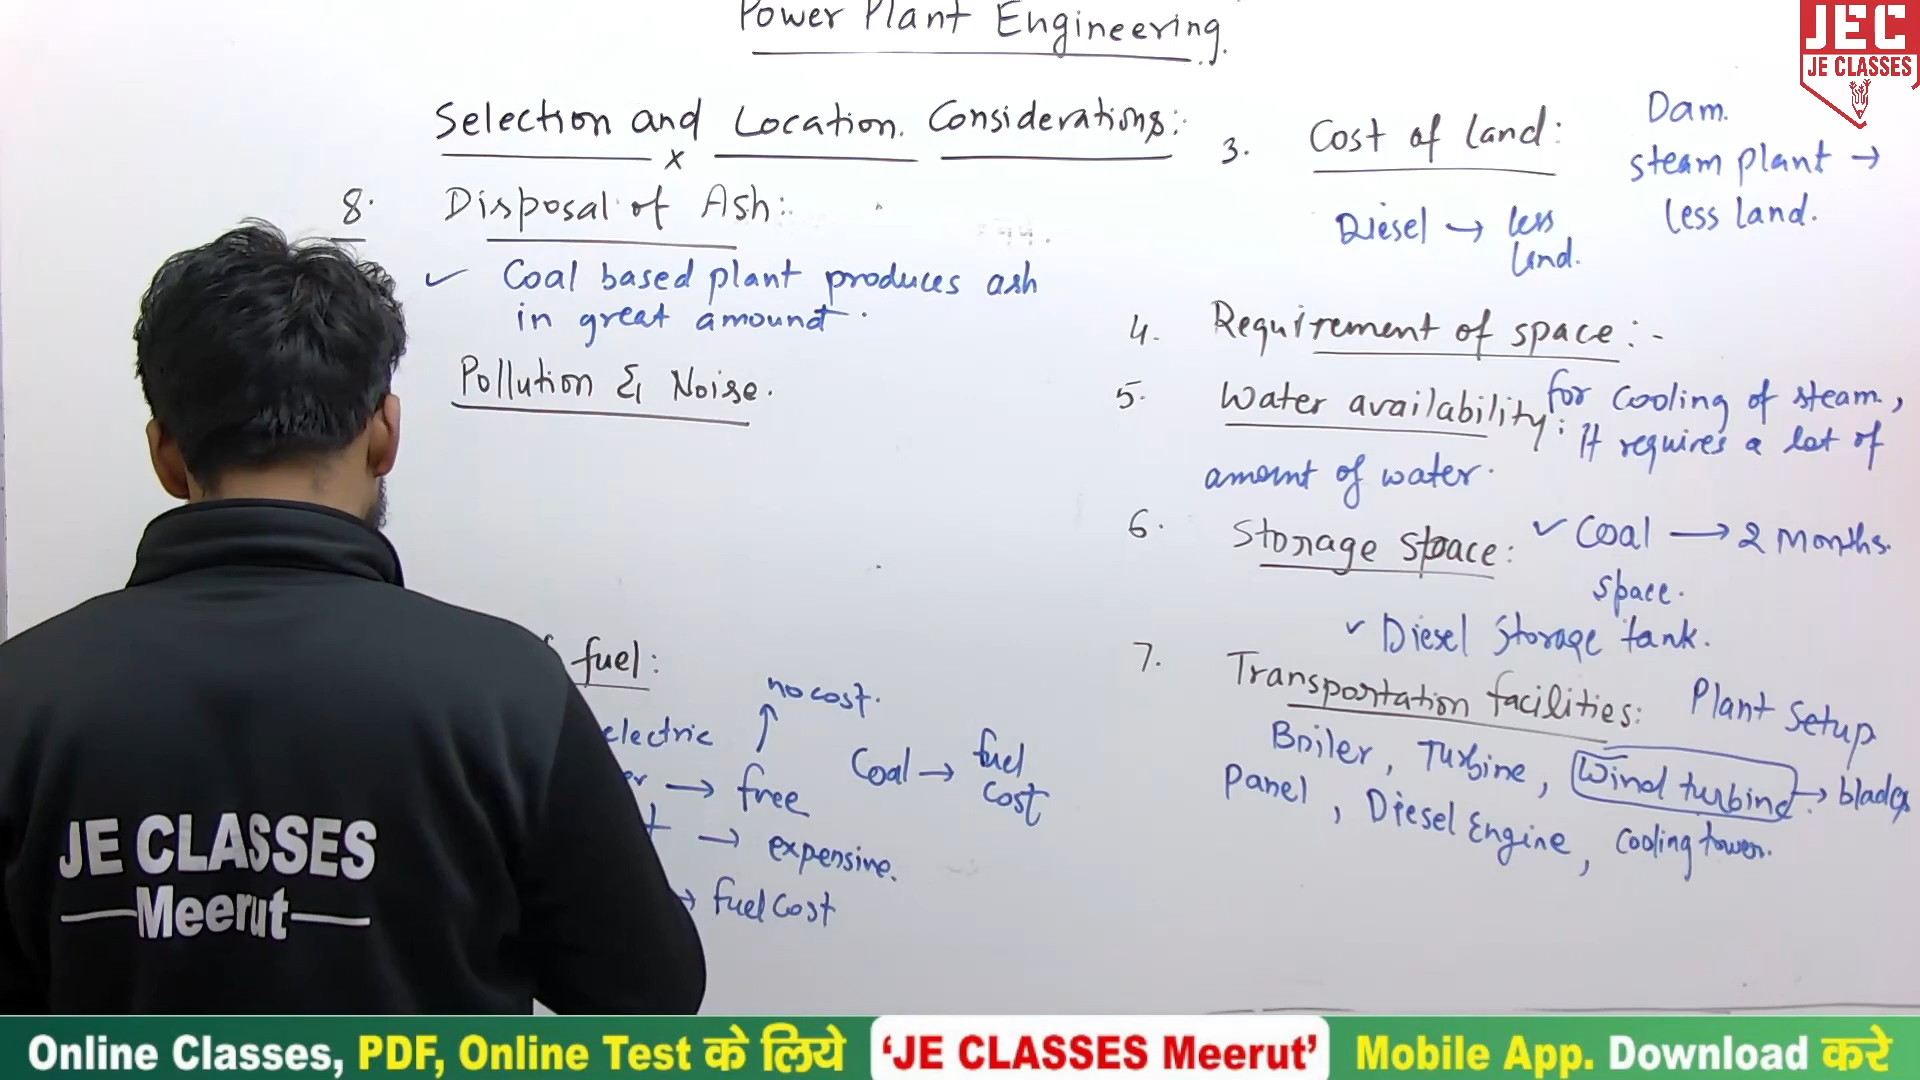 Power Plant Engineering.
Selection and Location. Considerations:
x
8. Disposal of Ash:
✓ Coal based plant produces ash
in great amount.
Pollution & Noise.
fuel:
no cost.
electric
er → free
Coal → fuel
cost
→ expensive.
→ fuel cost
3. Cost of land:
Diesel → less
land.
Dam.
steam plant →
less land.
4. Requirement of space:-
5. Water availability: for cooling of steam,
It requires a lot of
amount of water.
6. Storage space: ✓ Coal → 2 Months.
space.
✓ Diesel storage tank.
7. Transportation facilities: Plant Setup
Boiler, Turbine, Wind turbine → blades
Panel, Diesel Engine, Cooling tower.
JEC
JE CLASSES
JE CLASSES
Meerut
Online Classes, PDF, Online Test के लिये 'JE CLASSES Meerut' Mobile App. Download करे